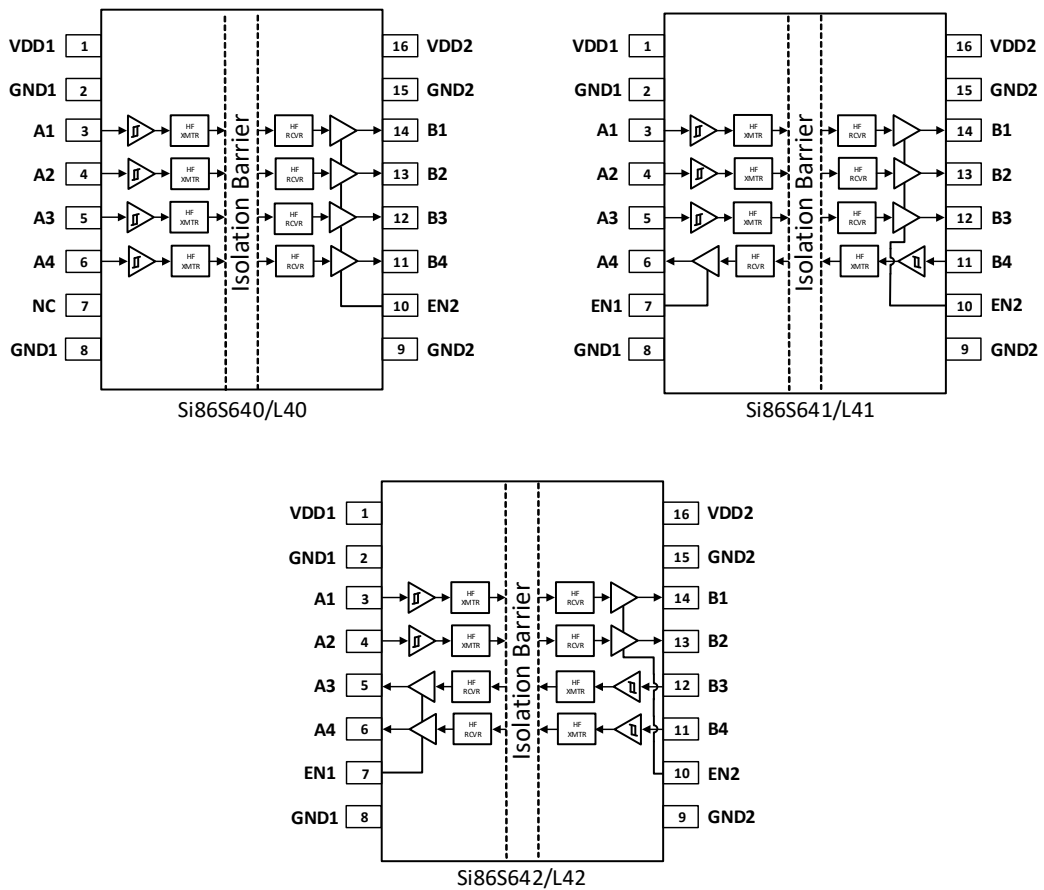 VDD1 1 16 VDD2
GND1 2 15 GND2
A1 3 HF XMTR HF RCVR 14 B1
A2 4 HF XMTR HF RCVR 13 B2
A3 5 HF XMTR HF RCVR 12 B3
A4 6 HF XMTR HF RCVR 11 B4
NC 7 10 EN2
GND1 8 9 GND2
Isolation Barrier
Si86S640/L40
VDD1 1 16 VDD2
GND1 2 15 GND2
A1 3 HF XMTR HF RCVR 14 B1
A2 4 HF XMTR HF RCVR 13 B2
A3 5 HF XMTR HF RCVR 12 B3
A4 6 HF RCVR HF XMTR 11 B4
EN1 7 10 EN2
GND1 8 9 GND2
Isolation Barrier
Si86S641/L41
VDD1 1 16 VDD2
GND1 2 15 GND2
A1 3 HF XMTR HF RCVR 14 B1
A2 4 HF XMTR HF RCVR 13 B2
A3 5 HF RCVR HF XMTR 12 B3
A4 6 HF RCVR HF XMTR 11 B4
EN1 7 10 EN2
GND1 8 9 GND2
Isolation Barrier
Si86S642/L42